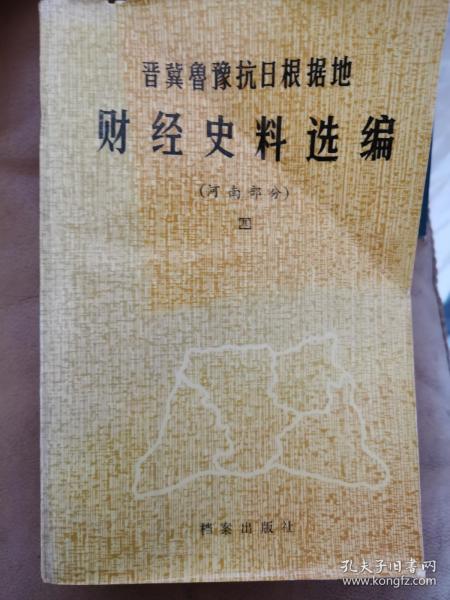 晋冀鲁豫抗日根据地
财经史料选编
(河南部分)
档案出版社
孔夫子旧书网
www.kongfz.com